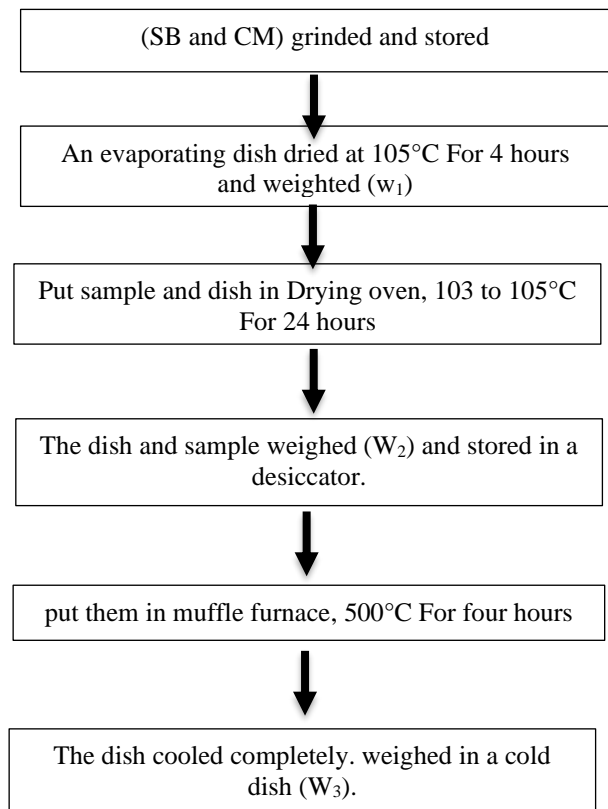 (SB and CM) grinded and stored
An evaporating dish dried at 105°C For 4 hours
and weighted (w₁)
Put sample and dish in Drying oven, 103 to 105°C
For 24 hours
The dish and sample weighed (W₂) and stored in a
desiccator.
put them in muffle furnace, 500°C For four hours
The dish cooled completely. weighed in a cold
dish (W₃).